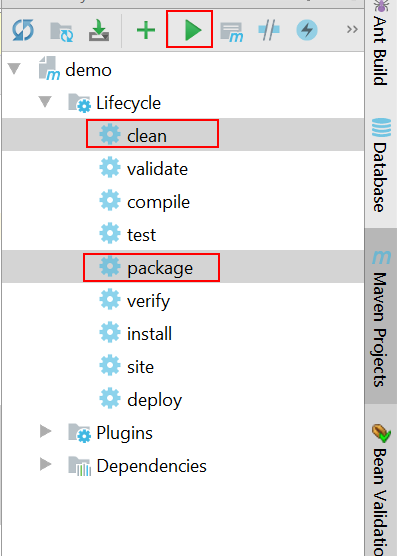 demo
Lifecycle
clean
validate
compile
test
package
verify
install
site
deploy
Plugins
Dependencies
Ant Build
Database
m Maven Projects
Bean Validatio